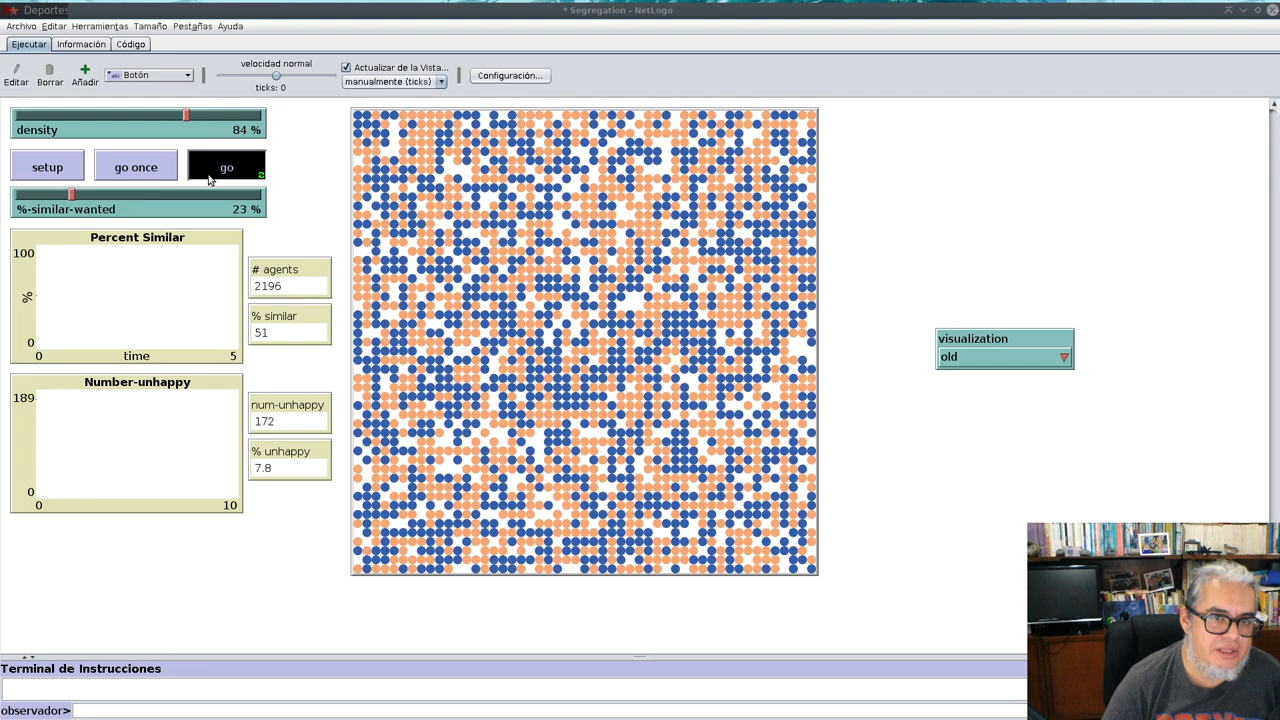 Deportes
* Segregation - NetLogo
Archivo Editar Herramientas Tamaño Pestañas Ayuda
Ejecutar Información Código
Editar Borrar Añadir
abc Botón
velocidad normal
ticks: 0
Actualizar de la Vista...
manualmente (ticks)
Configuración...
density 84 %
setup go once go
%-similar-wanted 23 %
Percent Similar
100
%
0
0 time 5
# agents
2196
% similar
51
Number-unhappy
189
0
0 10
num-unhappy
172
% unhappy
7.8
visualization
old
Terminal de Instrucciones
observador>